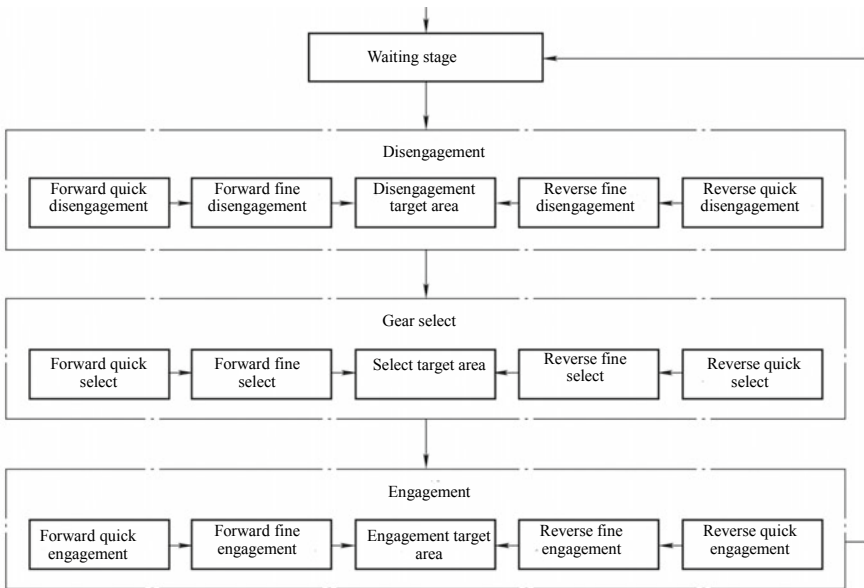 Waiting stage
Disengagement
Forward quick
disengagement
Forward fine
disengagement
Disengagement
target area
Reverse fine
disengagement
Reverse quick
disengagement
Gear select
Forward quick
select
Forward fine
select
Select target area
Reverse fine
select
Reverse quick
select
Engagement
Forward quick
engagement
Forward fine
engagement
Engagement target
area
Reverse fine
engagement
Reverse quick
engagement